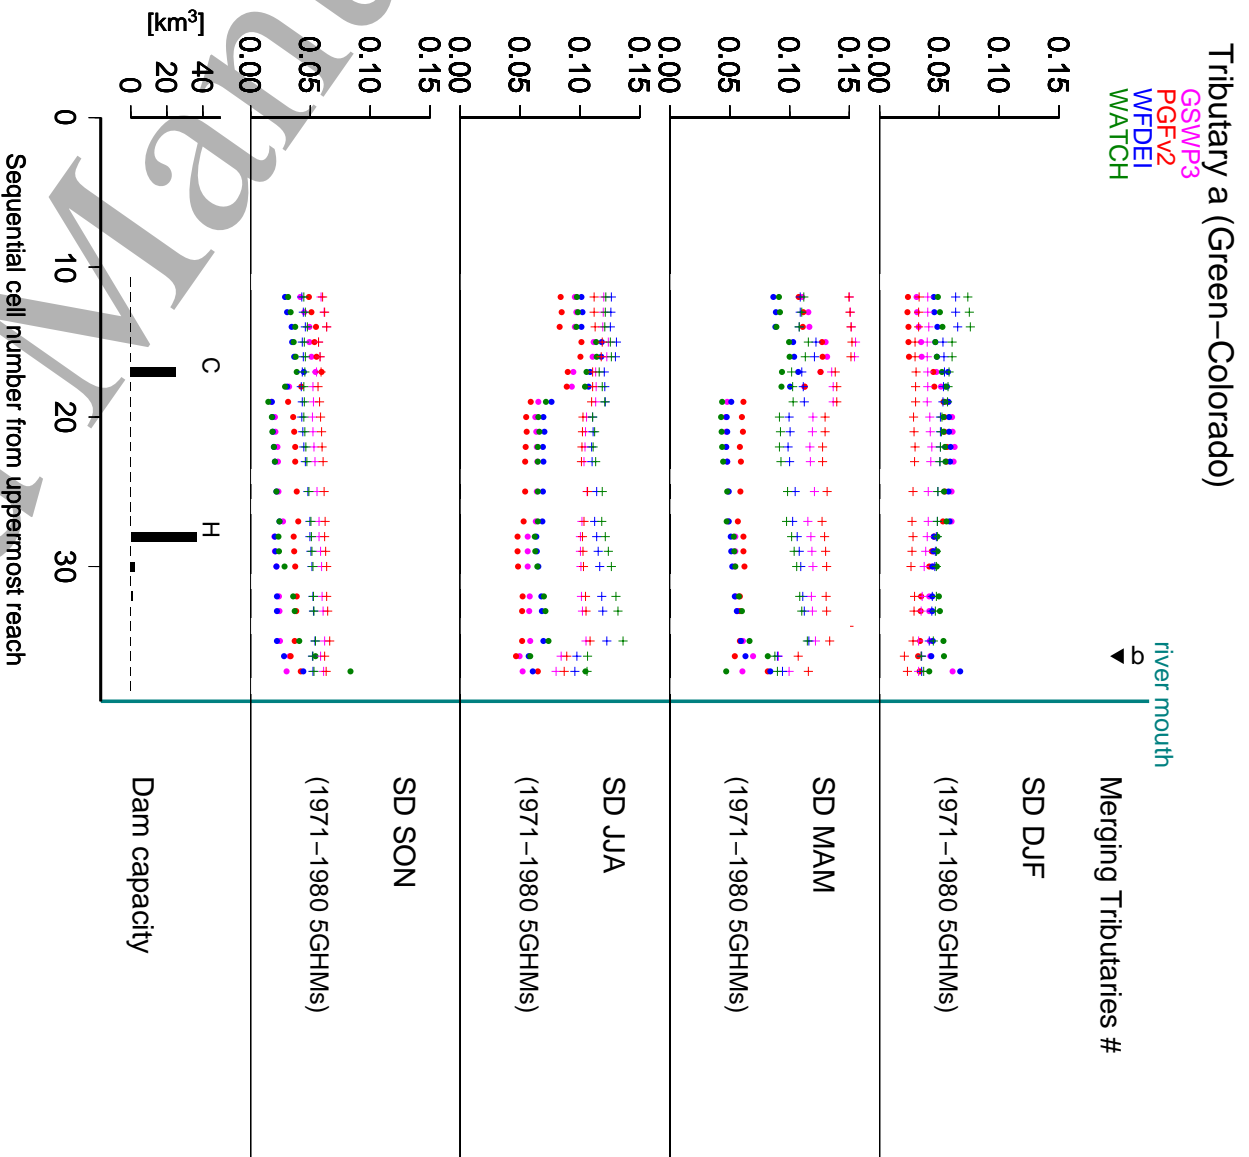 Tributary a (Green−Colorado)
GSWP3
PGFv2
WFDEI
WATCH
river mouth
b
Merging Tributaries #
0.00 0.05 0.10 0.15
SD DJF
(1971−1980 5GHMs)
0.00 0.05 0.10 0.15
SD MAM
(1971−1980 5GHMs)
0.00 0.05 0.10 0.15
SD JJA
(1971−1980 5GHMs)
0.00 0.05 0.10 0.15
SD SON
(1971−1980 5GHMs)
[km³]
0 20 40
C
H
Dam capacity
0 10 20 30
Sequential cell number from uppermost reach
Manu